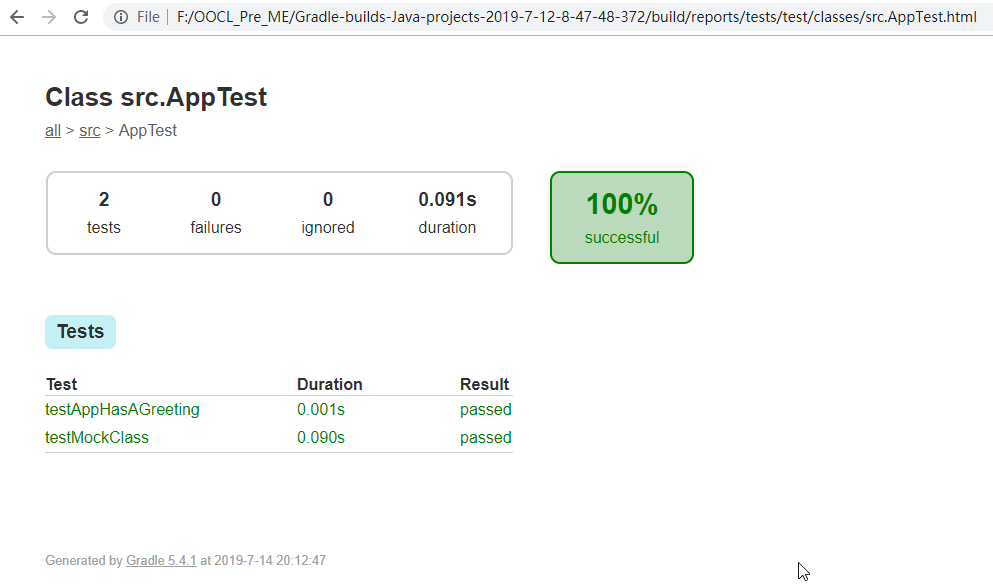 File F:/OOCL_Pre_ME/Gradle-builds-Java-projects-2019-7-12-8-47-48-372/build/reports/tests/test/classes/src.AppTest.html
Class src.AppTest
all > src > AppTest
2 0 0 0.091s
tests failures ignored duration
100%
successful
Tests
Test Duration Result
testAppHasAGreeting 0.001s passed
testMockClass 0.090s passed
Generated by Gradle 5.4.1 at 2019-7-14 20:12:47